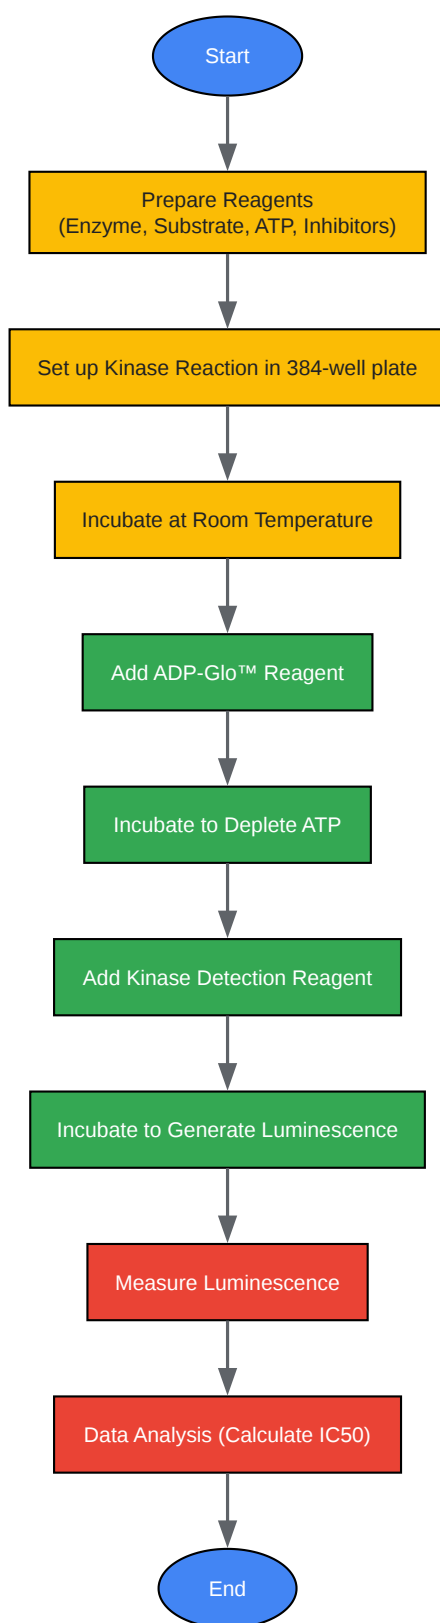 Start
Prepare Reagents
(Enzyme, Substrate, ATP, Inhibitors)
Set up Kinase Reaction in 384-well plate
Incubate at Room Temperature
Add ADP-Glo™ Reagent
Incubate to Deplete ATP
Add Kinase Detection Reagent
Incubate to Generate Luminescence
Measure Luminescence
Data Analysis (Calculate IC50)
End